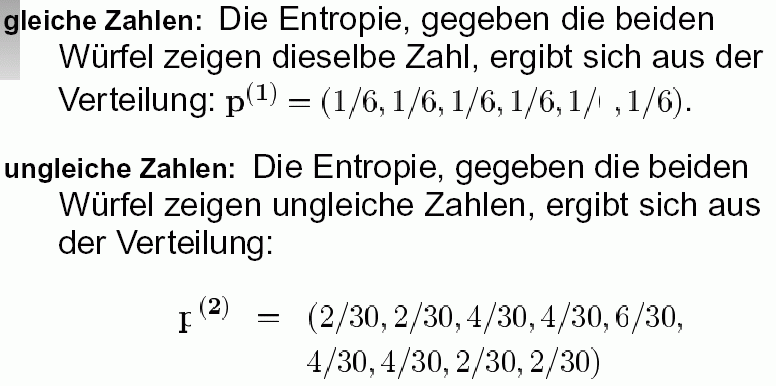 gleiche Zahlen: Die Entropie, gegeben die beiden
Würfel zeigen dieselbe Zahl, ergibt sich aus der
Verteilung: p^(1) = (1/6, 1/6, 1/6, 1/6, 1/ , 1/6).
ungleiche Zahlen: Die Entropie, gegeben die beiden
Würfel zeigen ungleiche Zahlen, ergibt sich aus
der Verteilung:
p^(2) = (2/30, 2/30, 4/30, 4/30, 6/30,
4/30, 4/30, 2/30, 2/30)